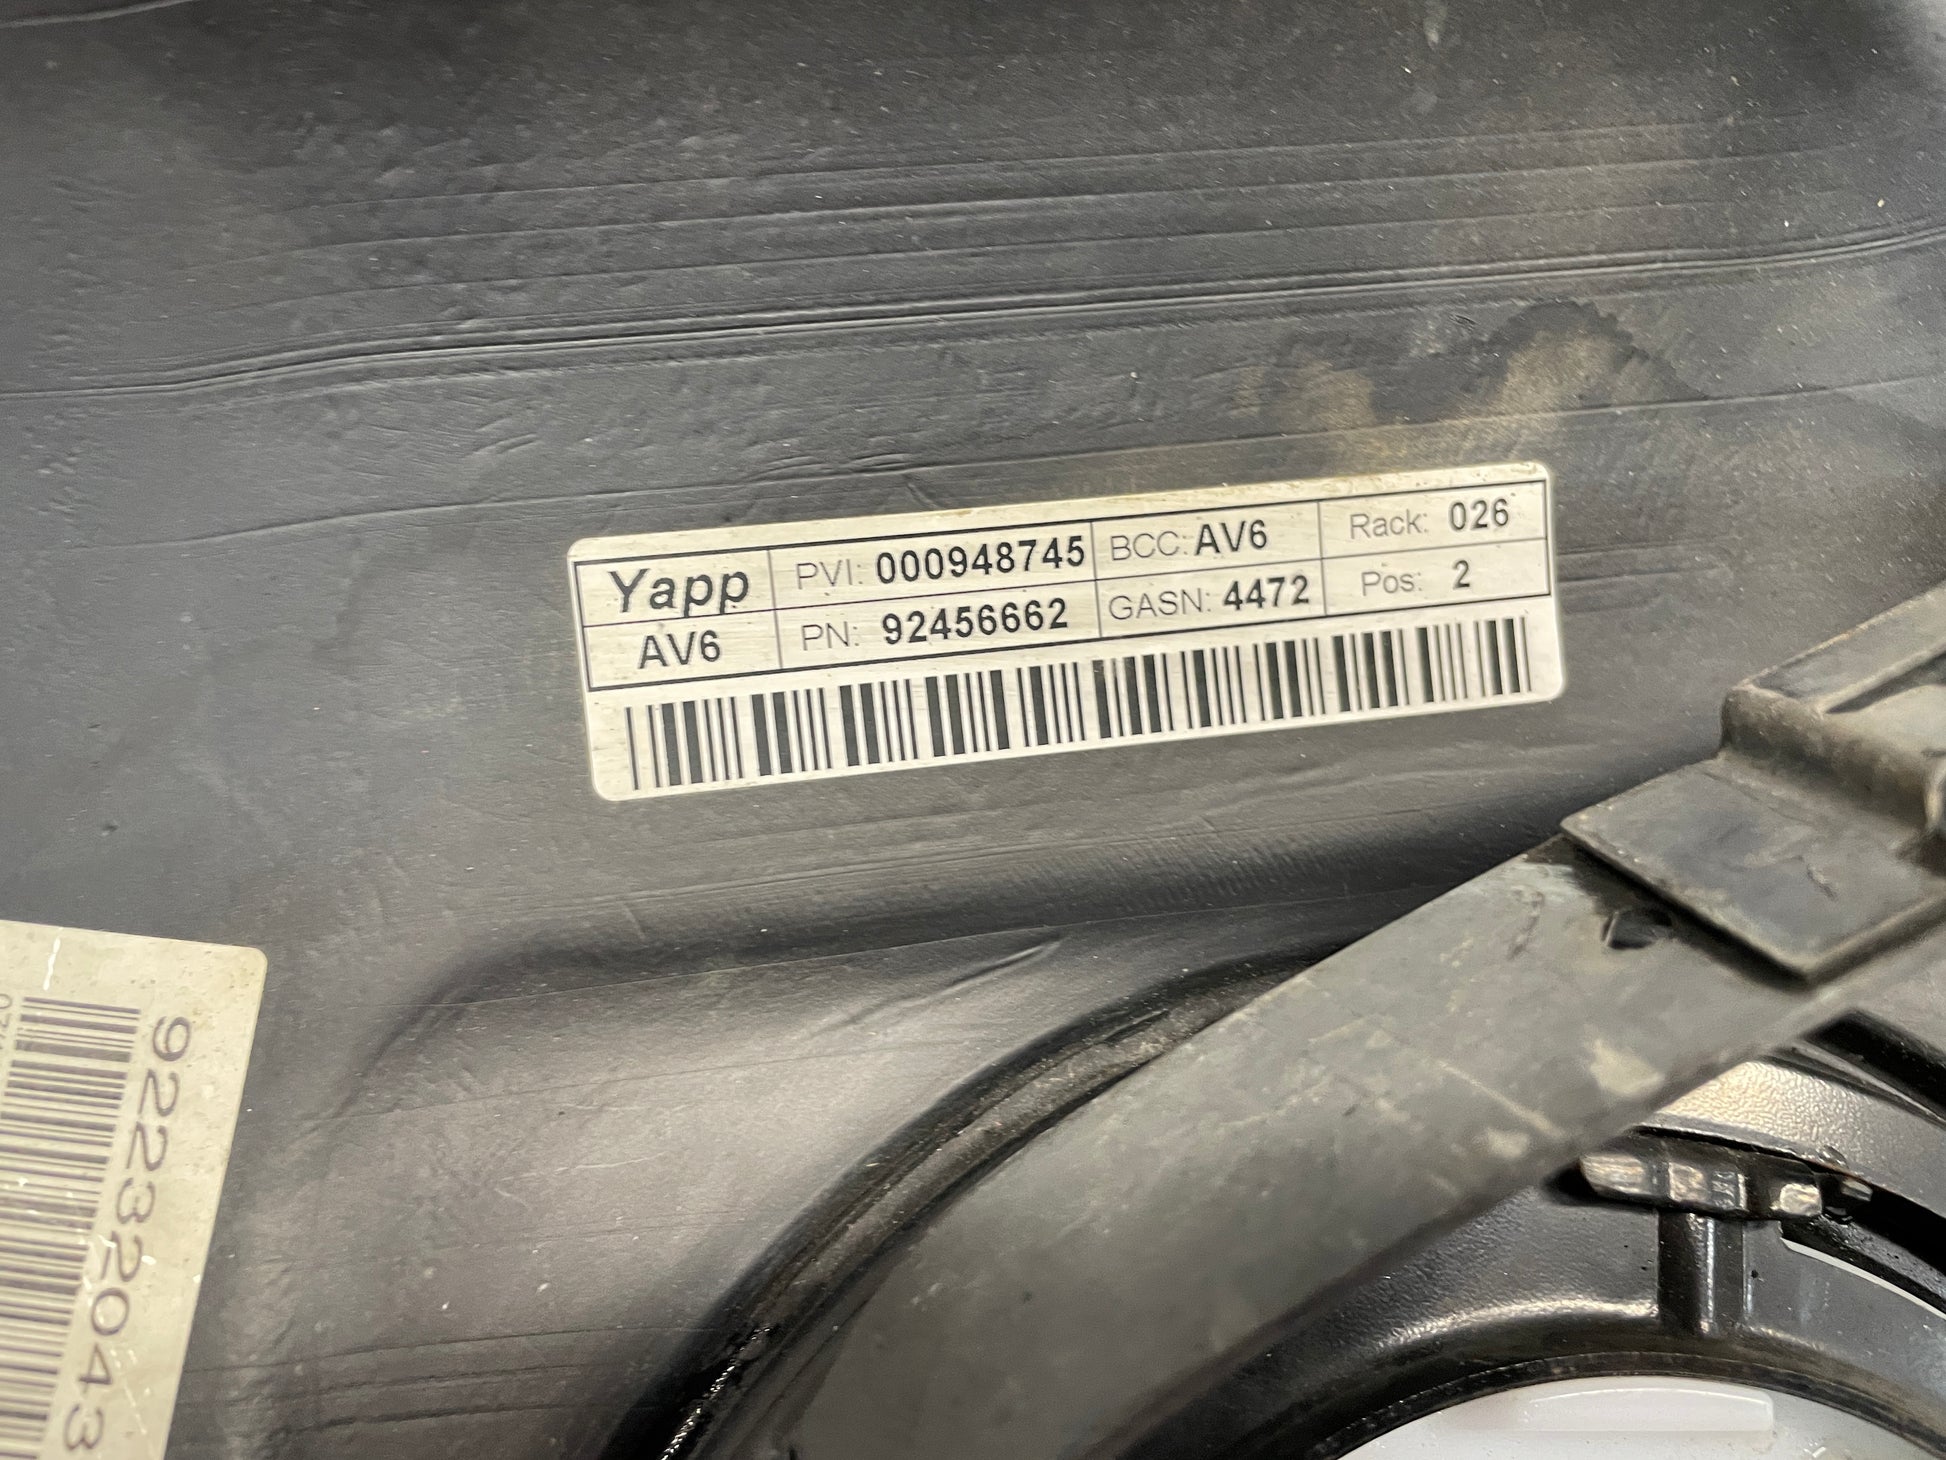 Yapp PVI: 000948745 BCC: AV6 Rack: 026
AV6 PN: 92456662 GASN: 4472 Pos: 2
92232043